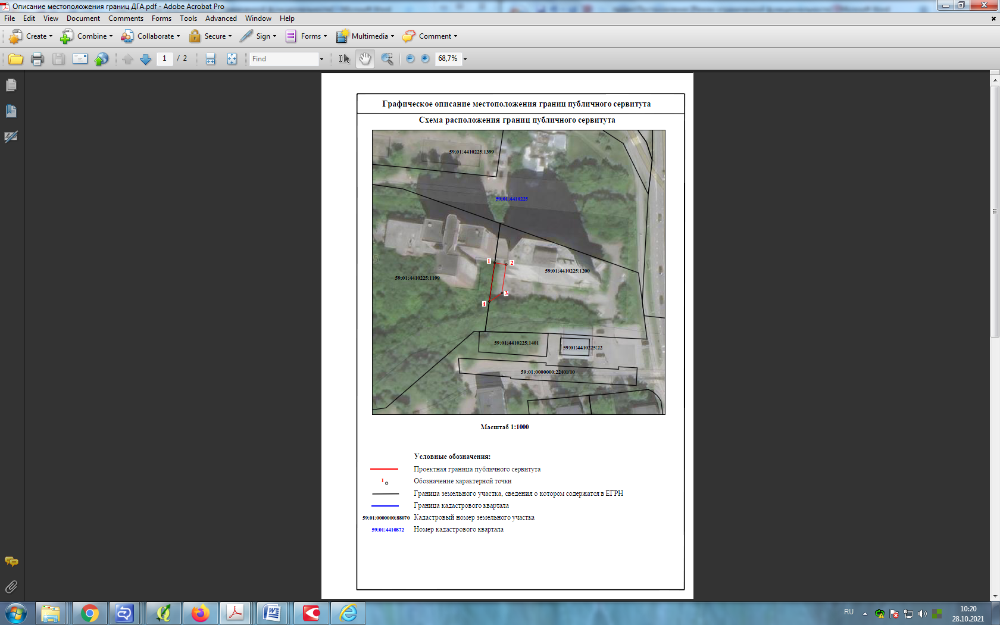 Описание местоположения границ ДГА.pdf - Adobe Acrobat Pro
File Edit View Document Comments Forms Tools Advanced Window Help
Create Combine Collaborate Secure Sign Forms Multimedia Comment
1 / 2 Find 68,7%
Графическое описание местоположения границ публичного сервитута
Схема расположения границ публичного сервитута
59:01:4410225:1399
59:01:4410225
1 2
59:01:4410225:1200
59:01:4410225:1199
3
4
59:01:4410225:1401
59:01:4410225:22
59:01:0000000:22401/10
Масштаб 1:1000
Условные обозначения:
Проектная граница публичного сервитута
1 Обозначение характерной точки
Граница земельного участка, сведения о котором содержатся в ЕГРН
Граница кадастрового квартала
59:01:0000000:88070 Кадастровый номер земельного участка
59:01:4410872 Номер кадастрового квартала
RU
10:20
28.10.2021